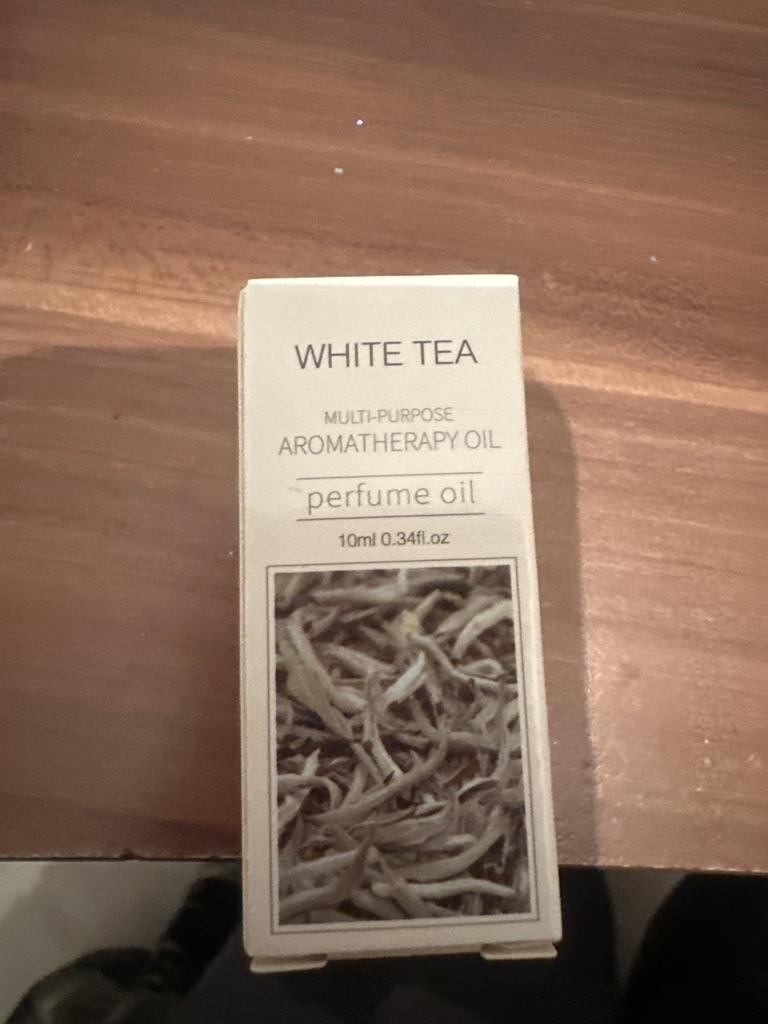 WHITE TEA
MULTI-PURPOSE
AROMATHERAPY OIL
perfume oil
10ml 0.34fl.oz